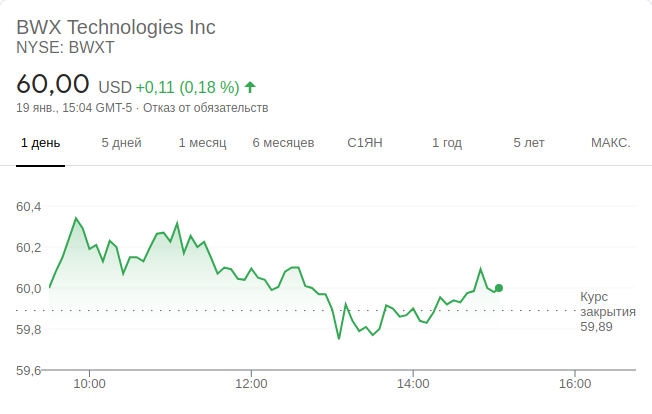 BWX Technologies Inc
NYSE: BWXT
60,00 USD +0,11 (0,18 %)
19 янв., 15:04 GMT-5 · Отказ от обязательств
1 день 5 дней 1 месяц 6 месяцев С1ЯН 1 год 5 лет МАКС.
60,4
60,2
60,0
59,8
59,6
Курс
закрытия
59,89
10:00 12:00 14:00 16:00